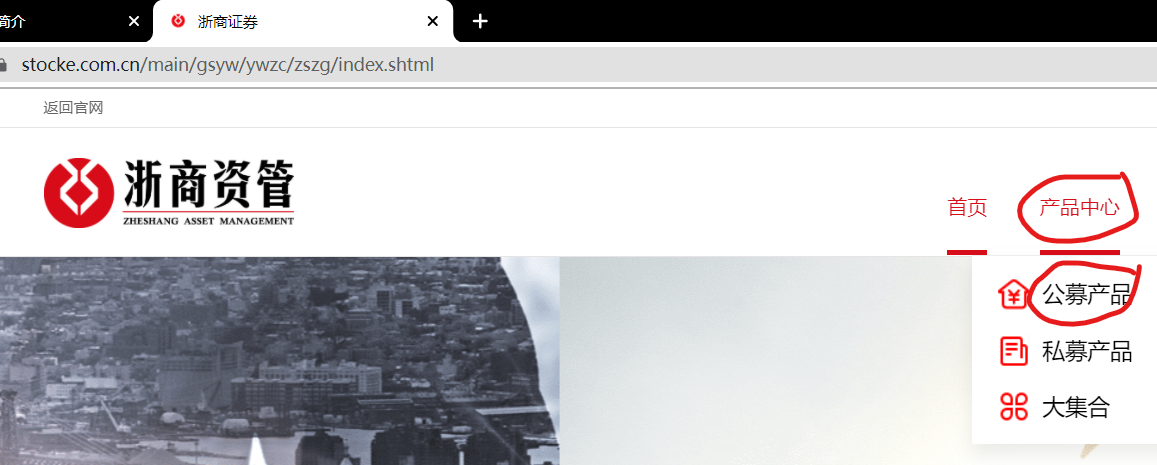 简介
浙商证券
stocke.com.cn/main/gsyw/ywzc/zszg/index.shtml
返回官网
浙商资管
ZHESHANG ASSET MANAGEMENT
首页 产品中心
公募产品
私募产品
大集合